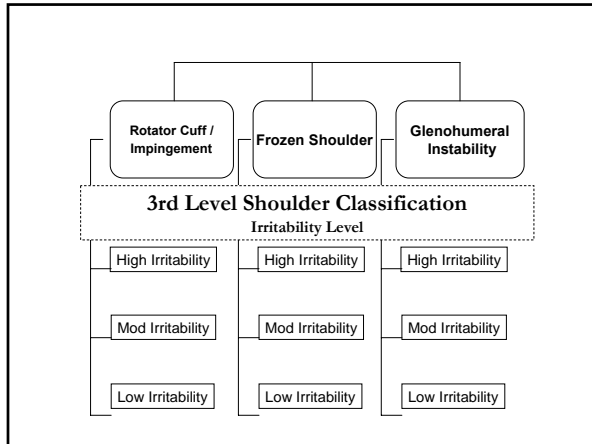 Rotator Cuff /
Impingement
Frozen Shoulder
Glenohumeral
Instability
3rd Level Shoulder Classification
Irritability Level
High Irritability
High Irritability
High Irritability
Mod Irritability
Mod Irritability
Mod Irritability
Low Irritability
Low Irritability
Low Irritability